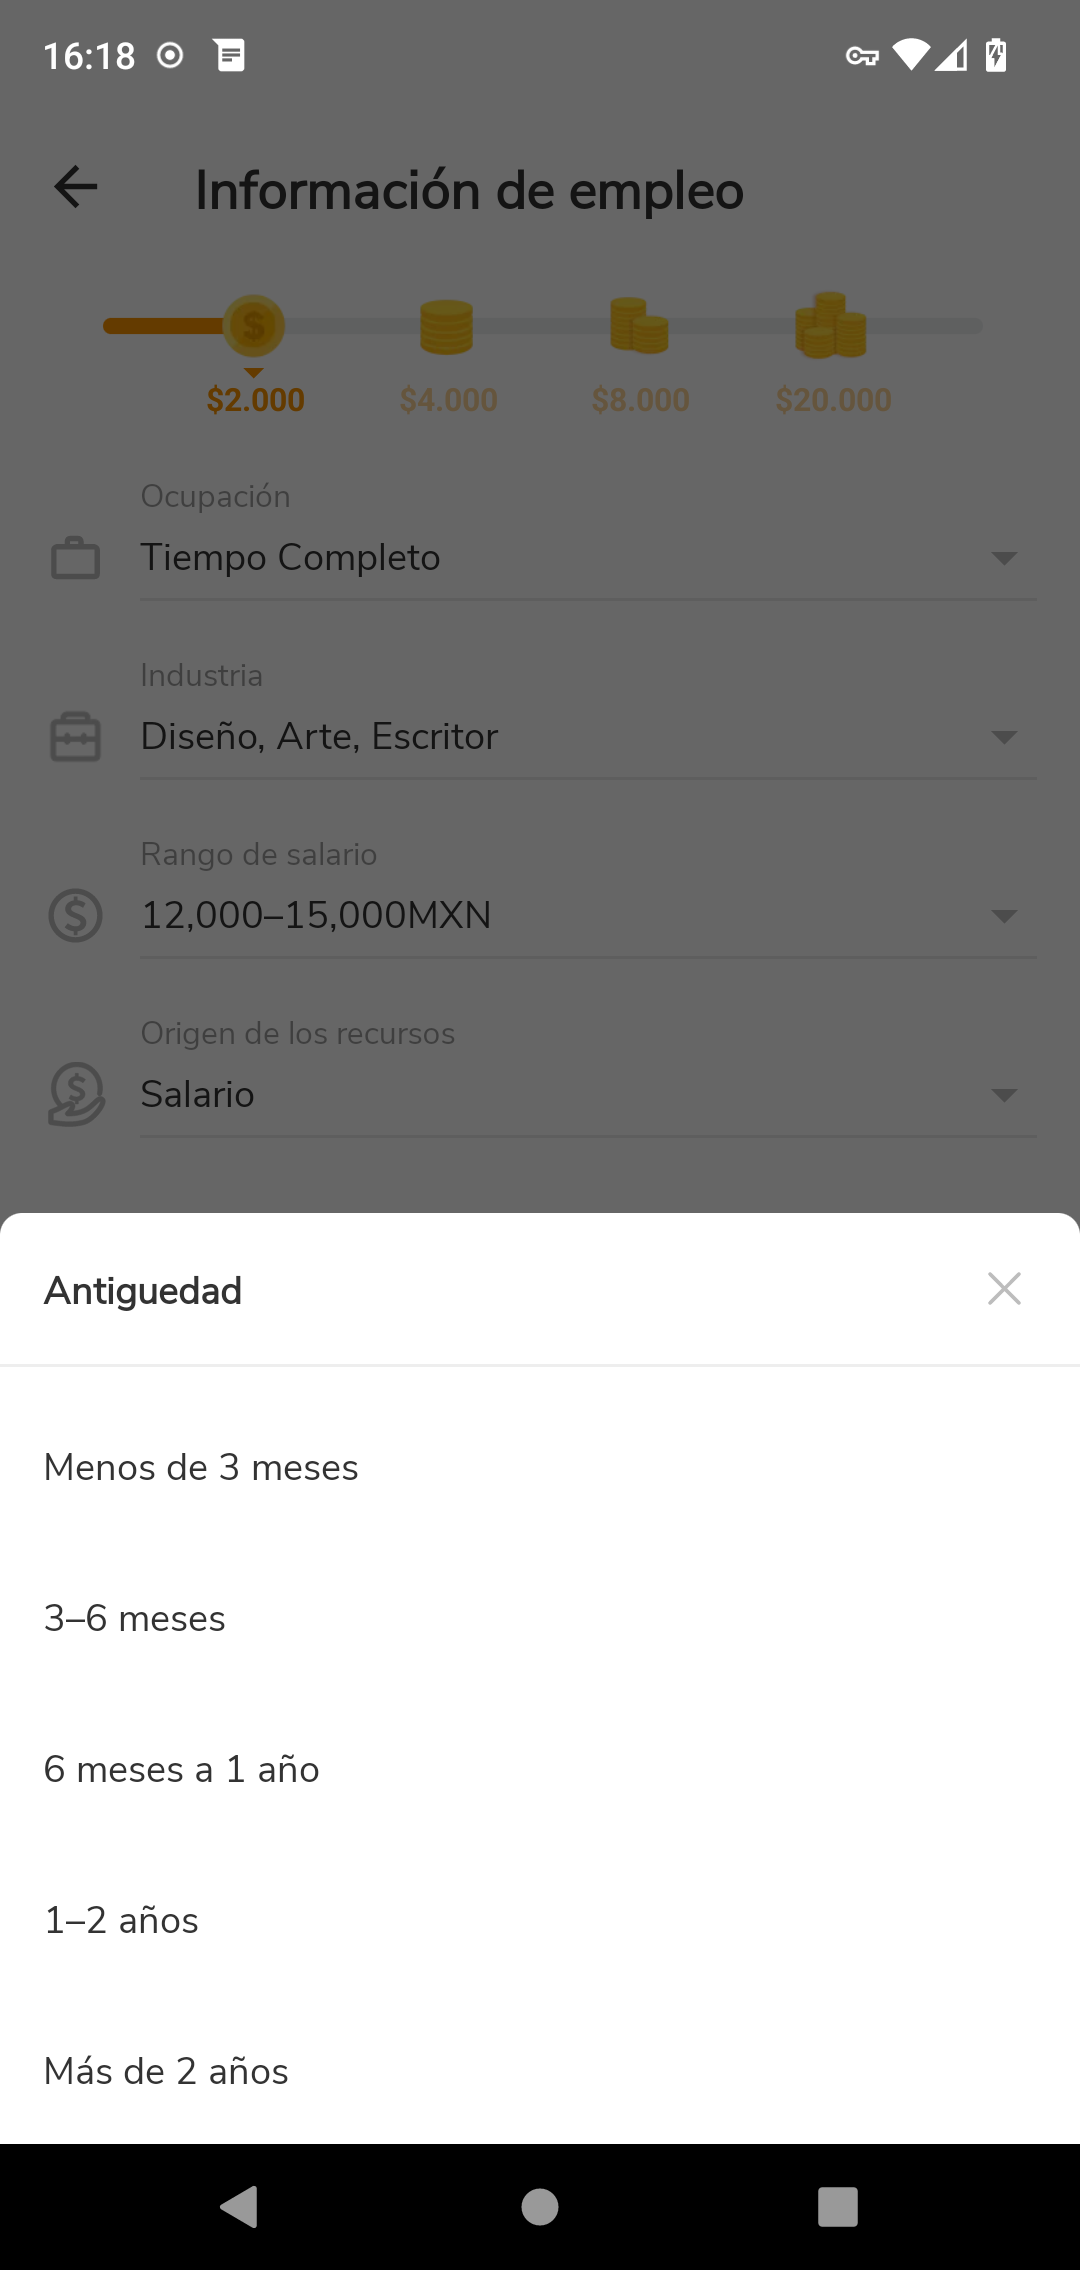 16:18
Información de empleo
$2.000 $4.000 $8.000 $20.000
Ocupación
Tiempo Completo
Industria
Diseño, Arte, Escritor
Rango de salario
12,000–15,000MXN
Origen de los recursos
Salario
Antiguedad
Menos de 3 meses
3–6 meses
6 meses a 1 año
1–2 años
Más de 2 años